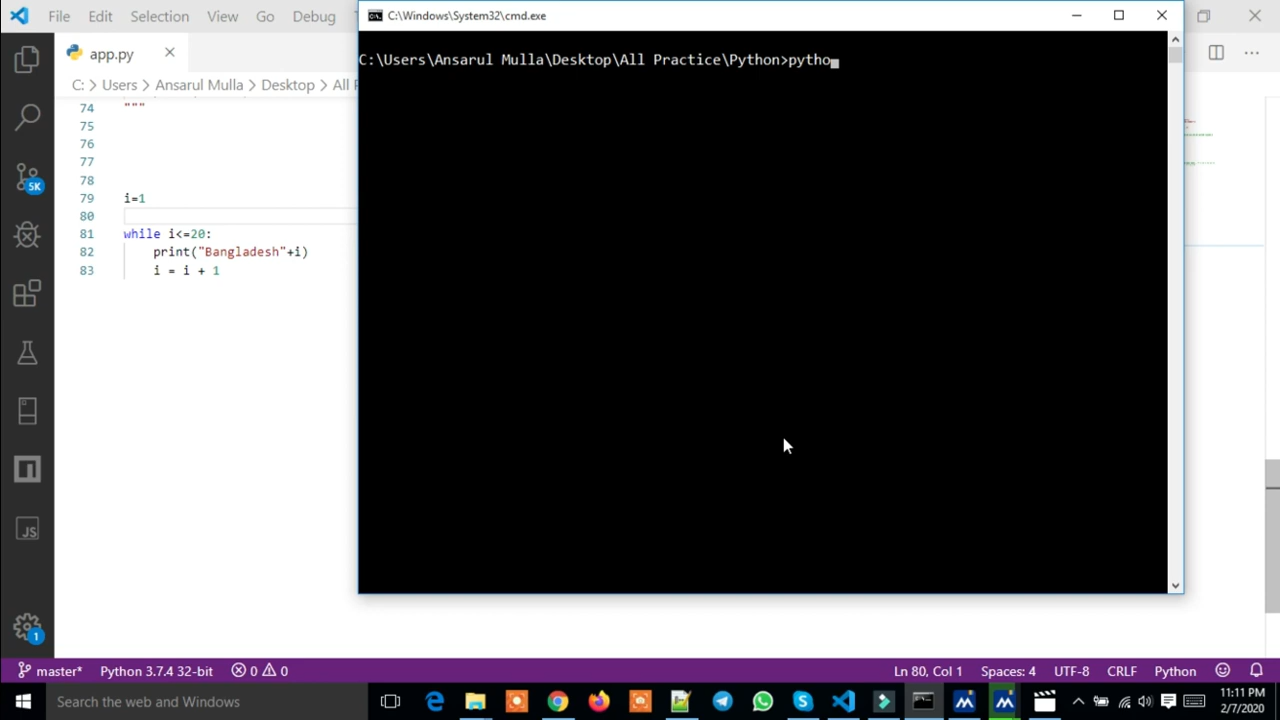 File Edit Selection View Go Debug
C:\Windows\System32\cmd.exe
app.py
C: > Users > Ansarul Mulla > Desktop > All P
C:\Users\Ansarul Mulla\Desktop\All Practice\Python>pytho
74 """
75
76
77
78
79 i=1
80
81 while i<=20:
82 print("Bangladesh"+i)
83 i = i + 1
5K
JS
1
master* Python 3.7.4 32-bit 0 0 Ln 80, Col 1 Spaces: 4 UTF-8 CRLF Python
Search the web and Windows
11:11 PM
2/7/2020